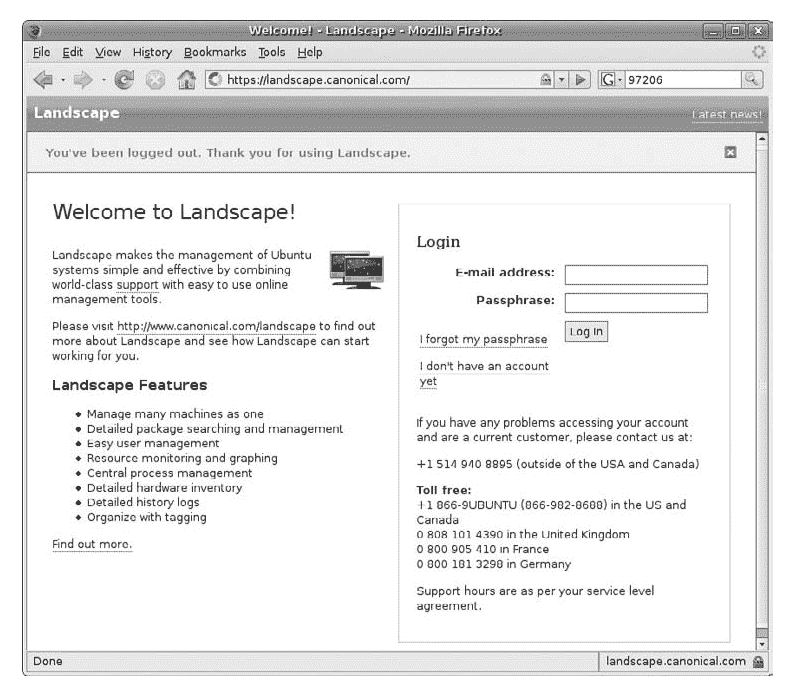 Welcome! - Landscape - Mozilla Firefox
File Edit View History Bookmarks Tools Help
https://landscape.canonical.com/ G 97206
Landscape
Latest news!
You've been logged out. Thank you for using Landscape.
Welcome to Landscape!
Landscape makes the management of Ubuntu
systems simple and effective by combining
world-class support with easy to use online
management tools.
Please visit http://www.canonical.com/landscape to find out
more about Landscape and see how Landscape can start
working for you.
Landscape Features
Manage many machines as one
Detailed package searching and management
Easy user management
Resource monitoring and graphing
Central process management
Detailed hardware inventory
Detailed history logs
Organize with tagging
Find out more.
Login
E-mail address:
Passphrase:
Log In
I forgot my passphrase
I don't have an account
yet
If you have any problems accessing your account
and are a current customer, please contact us at:
+1 514 940 8895 (outside of the USA and Canada)
Toll free:
+1 866-9UBUNTU (866-982-8688) in the US and
Canada
0 808 101 4390 in the United Kingdom
0 800 905 410 in France
0 800 181 3298 in Germany
Support hours are as per your service level
agreement.
Done
landscape.canonical.com